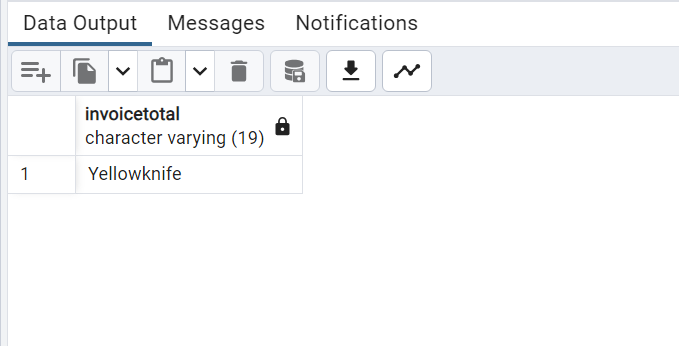 Data Output Messages Notifications
invoicetotal
character varying (19)
1 Yellowknife